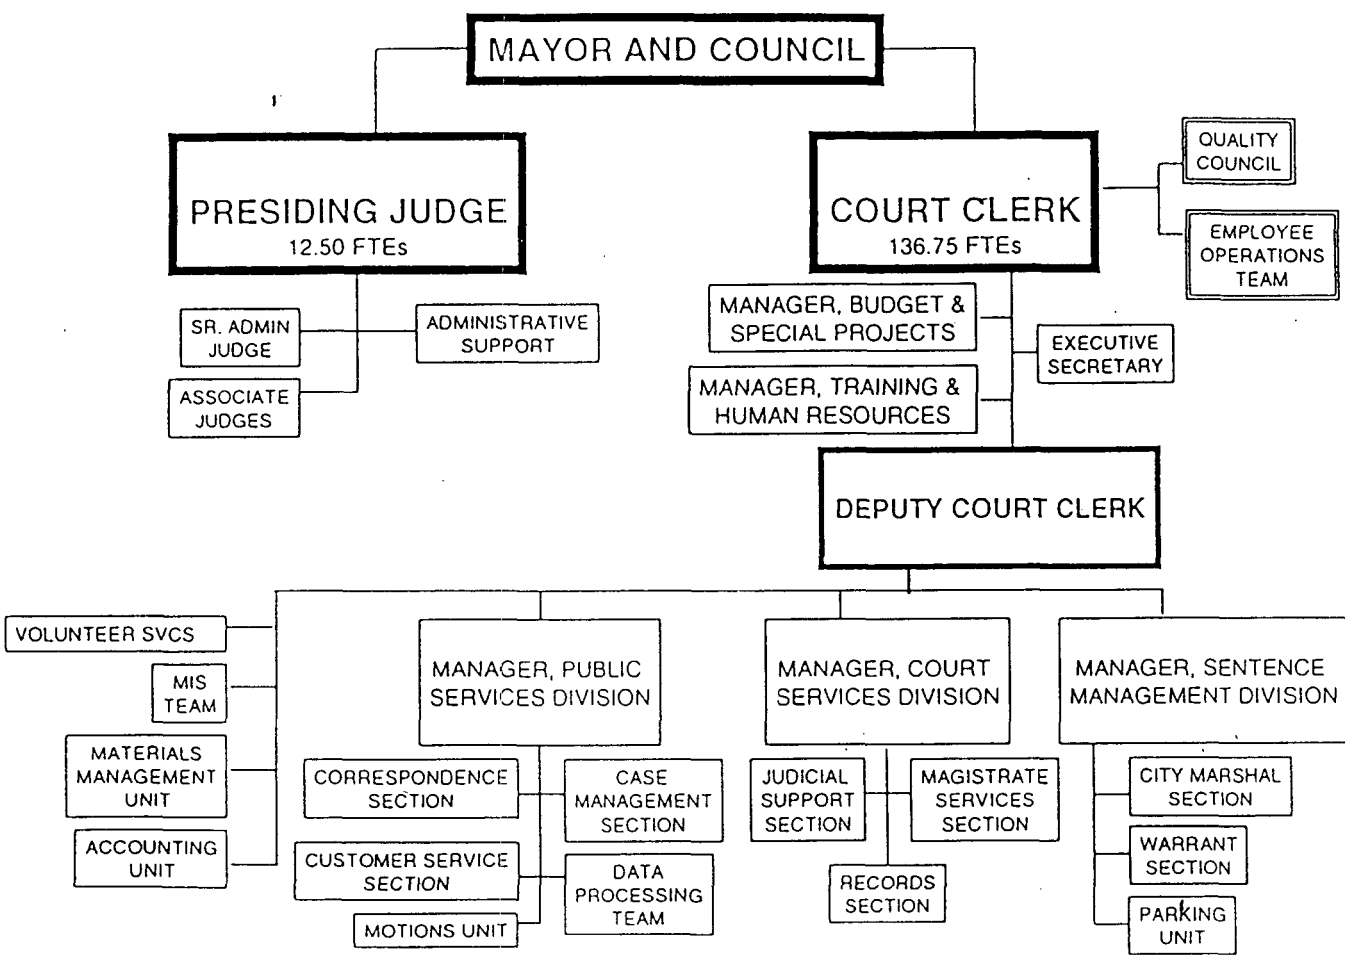 MAYOR AND COUNCIL
PRESIDING JUDGE
12.50 FTEs
COURT CLERK
136.75 FTEs
QUALITY
COUNCIL
EMPLOYEE
OPERATIONS
TEAM
SR. ADMIN
JUDGE
ADMINISTRATIVE
SUPPORT
ASSOCIATE
JUDGES
MANAGER, BUDGET &
SPECIAL PROJECTS
EXECUTIVE
SECRETARY
MANAGER, TRAINING &
HUMAN RESOURCES
DEPUTY COURT CLERK
VOLUNTEER SVCS
MIS
TEAM
MATERIALS
MANAGEMENT
UNIT
ACCOUNTING
UNIT
MANAGER, PUBLIC
SERVICES DIVISION
CORRESPONDENCE
SECTION
CASE
MANAGEMENT
SECTION
CUSTOMER SERVICE
SECTION
DATA
PROCESSING
TEAM
MOTIONS UNIT
MANAGER, COURT
SERVICES DIVISION
JUDICIAL
SUPPORT
SECTION
MAGISTRATE
SERVICES
SECTION
RECORDS
SECTION
MANAGER, SENTENCE
MANAGEMENT DIVISION
CITY MARSHAL
SECTION
WARRANT
SECTION
PARKING
UNIT